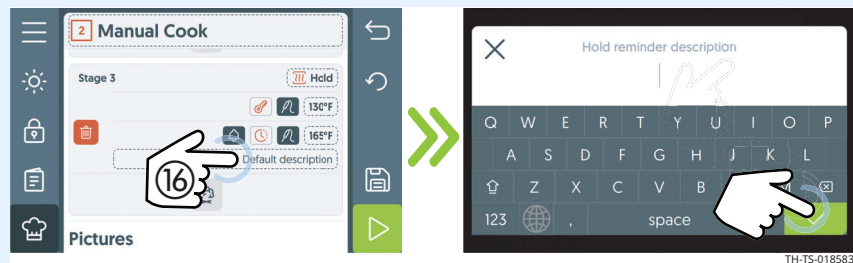 2 Manual Cook
Stage 3
Hold
130°F
165°F
Default description
16
Pictures
Hold reminder description
Q W E R T Y U I O P
A S D F G H J K L
Z X C V B M
123 , space
TH-TS-018583